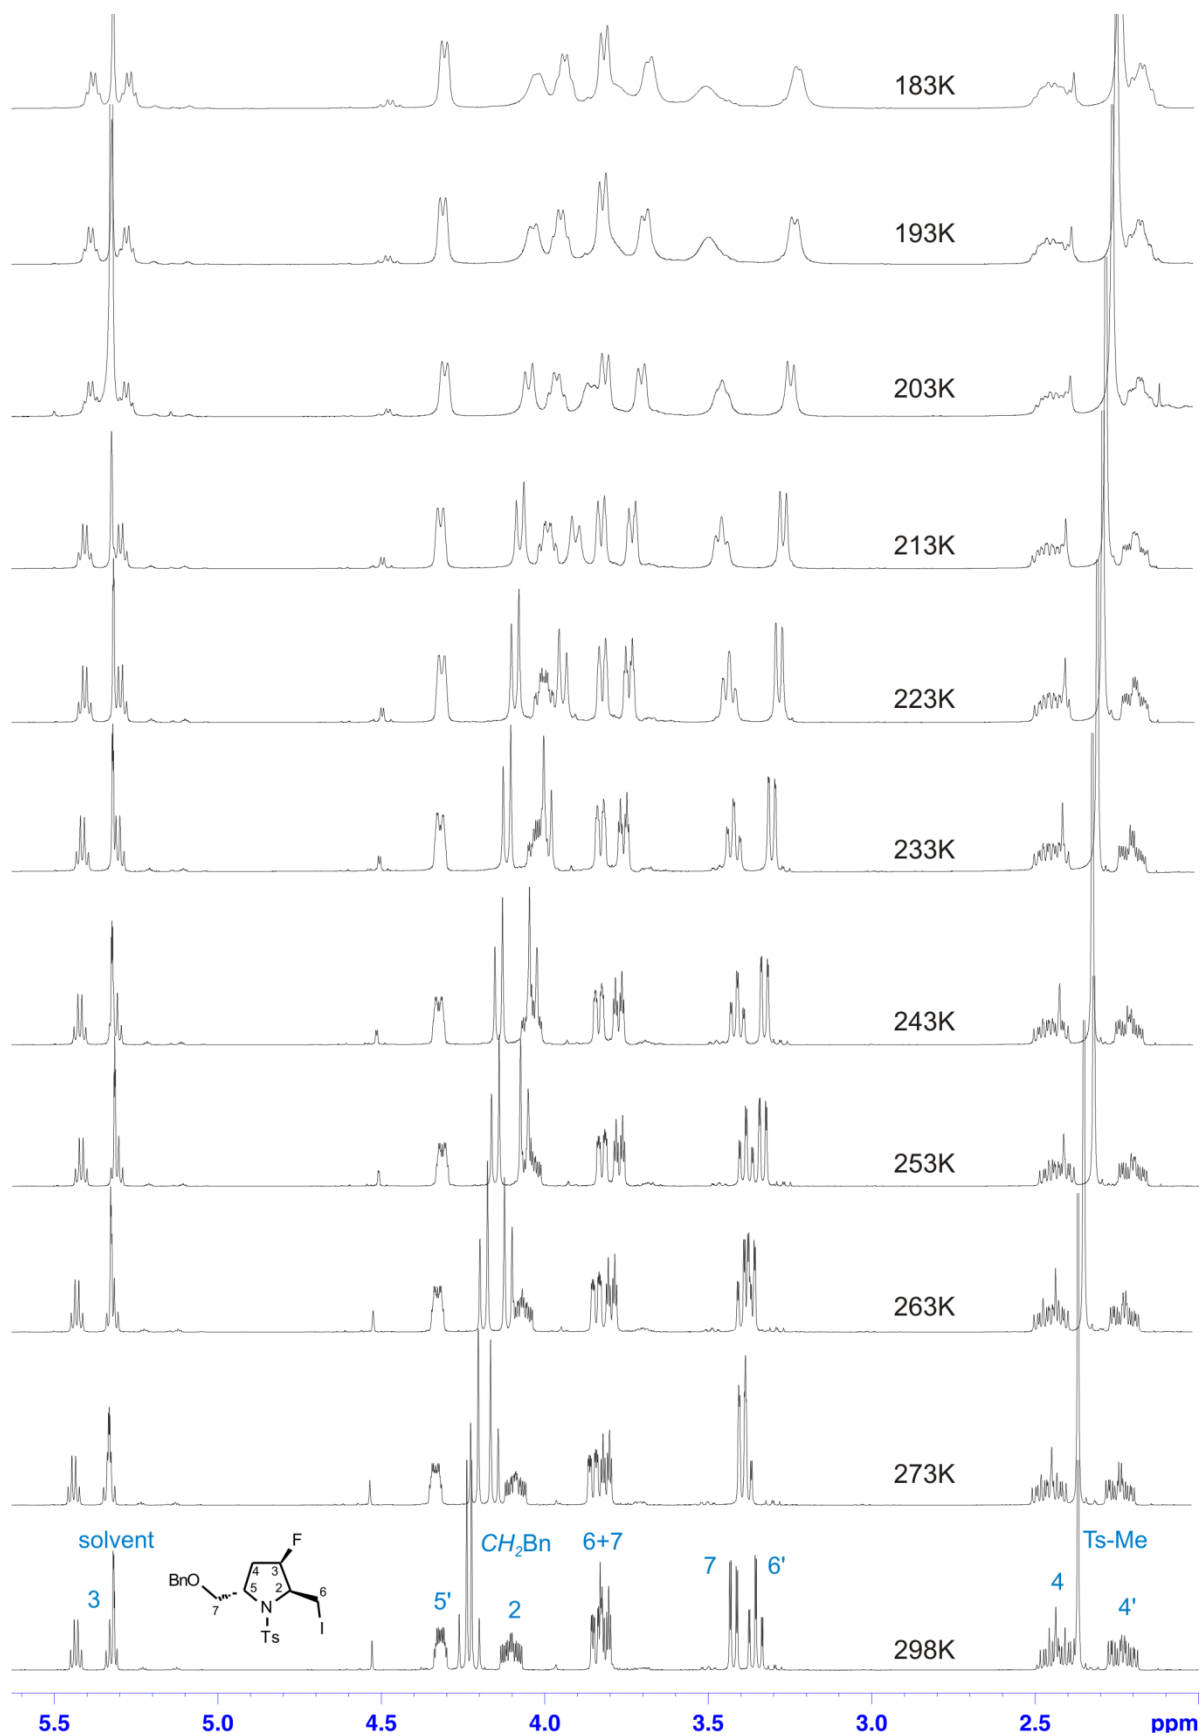 183K
193K
203K
213K
223K
233K
243K
253K
263K
273K
solvent
CH₂Bn
6+7
Ts-Me
3
5'
2
7
6'
4
4'
F
4
3
BnO
5
2
6
7
N
I
Ts
298K
5.5 5.0 4.5 4.0 3.5 3.0 2.5 ppm